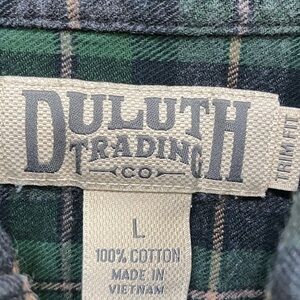 DULUTH
TRADING
CO
TRIM FIT
L
100% COTTON
MADE IN
VIETNAM